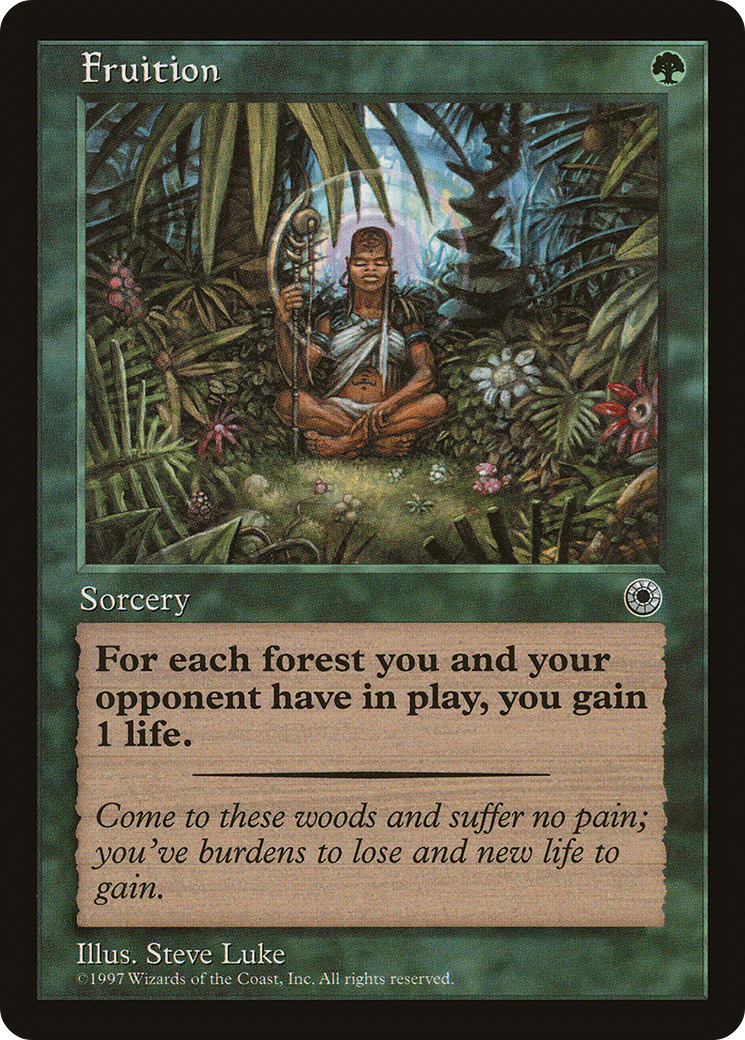 Fruition
Sorcery
For each forest you and your
opponent have in play, you gain
1 life.
Come to these woods and suffer no pain;
you've burdens to lose and new life to
gain.
Illus. Steve Luke
©1997 Wizards of the Coast, Inc. All rights reserved.